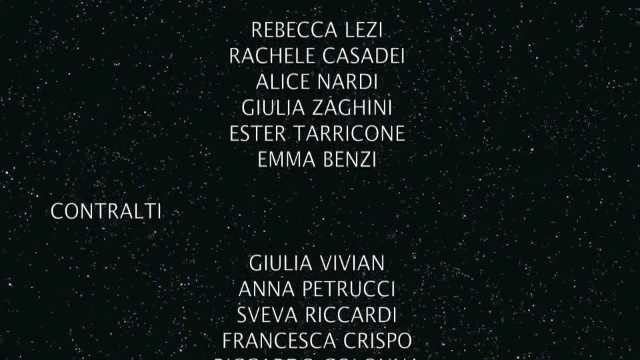 REBECCA LEZI
RACHELE CASADEI
ALICE NARDI
GIULIA ZAGHINI
ESTER TARRICONE
EMMA BENZI
CONTRALTI
GIULIA VIVIAN
ANNA PETRUCCI
SVEVA RICCARDI
FRANCESCA CRISPO